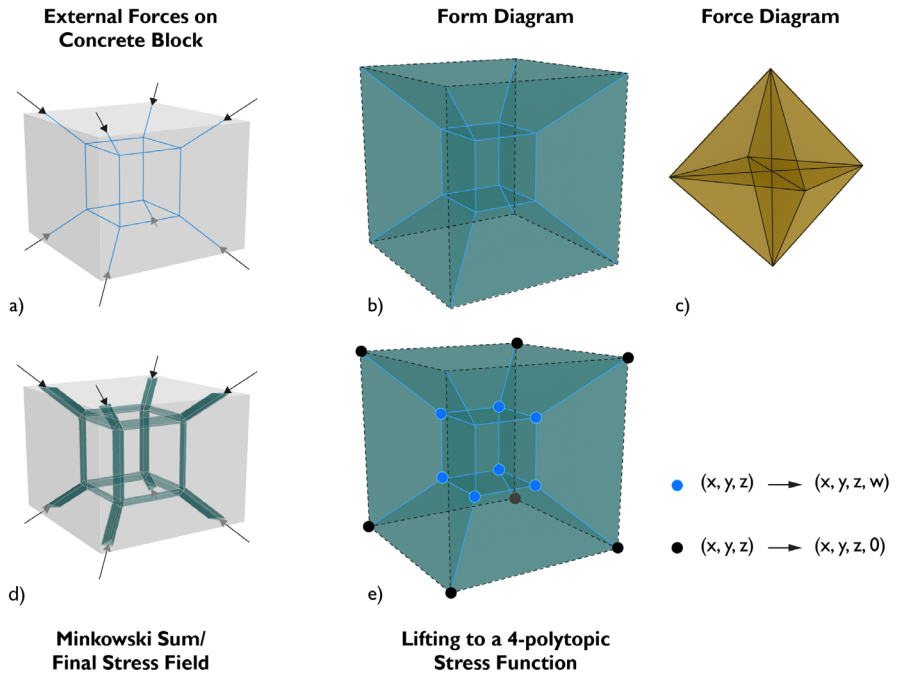 External Forces on
Concrete Block
Form Diagram
Force Diagram
a)
b)
c)
(x, y, z) → (x, y, z, w)
(x, y, z) → (x, y, z, 0)
d)
e)
Minkowski Sum/
Final Stress Field
Lifting to a 4-polytopic
Stress Function